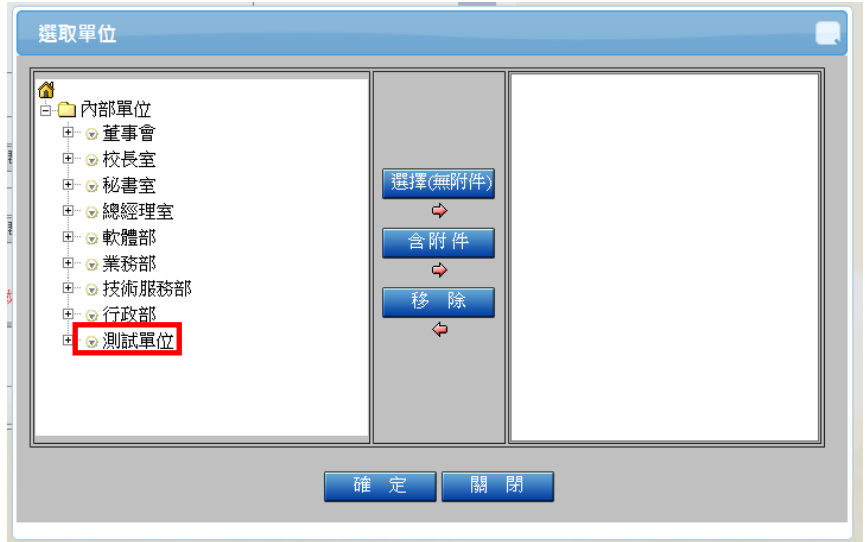 選取單位
內部單位
董事會
校長室
秘書室
總經理室
軟體部
業務部
技術服務部
行政部
測試單位
選擇(無附件)
含附件
移 除
確 定
關 閉